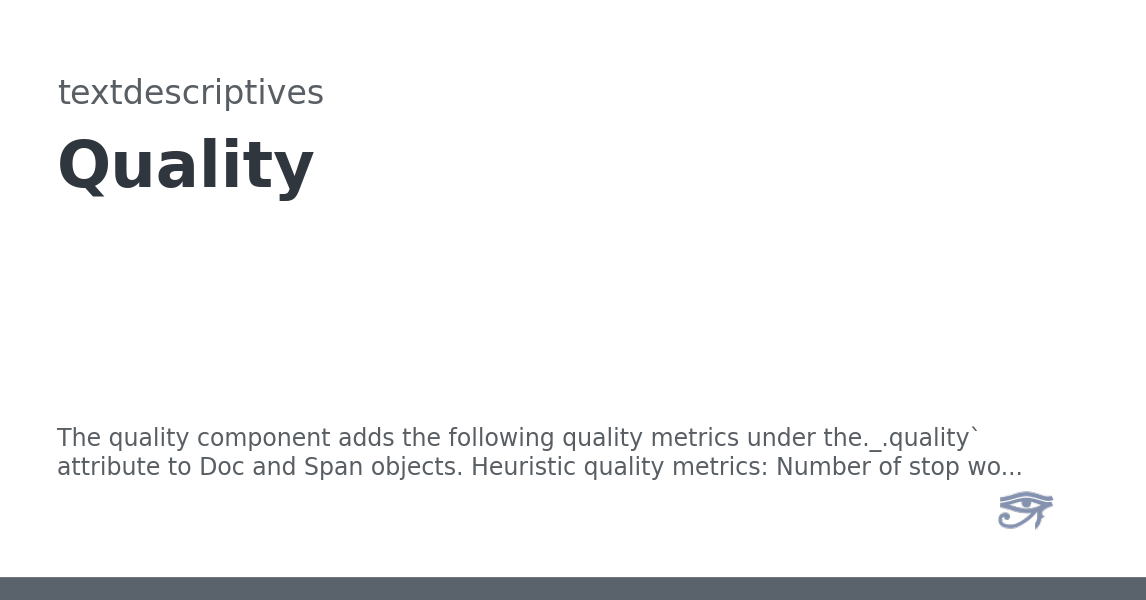 textdescriptives
Quality
The quality component adds the following quality metrics under the._.quality`
attribute to Doc and Span objects. Heuristic quality metrics: Number of stop wo...